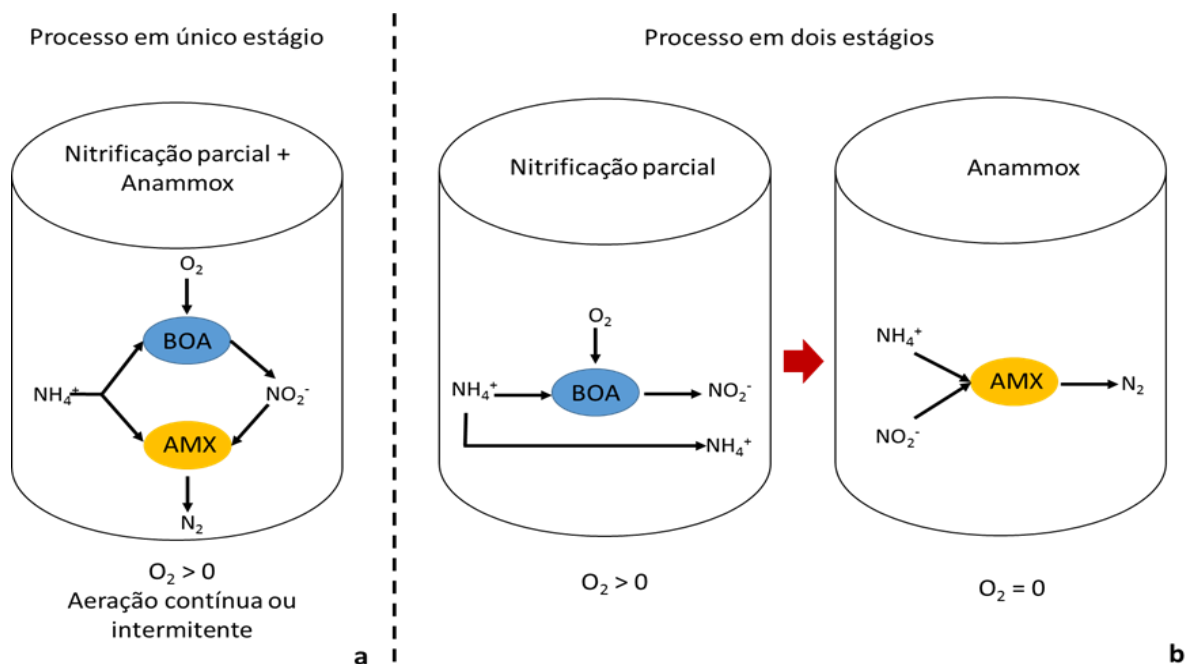 Processo em único estágio
Nitrificação parcial +
Anammox
O₂
BOA
NH₄⁺
NO₂⁻
AMX
N₂
O₂ > 0
Aeração contínua ou
intermitente
a
Processo em dois estágios
Nitrificação parcial
O₂
NH₄⁺
BOA
NO₂⁻
NH₄⁺
O₂ > 0
Anammox
NH₄⁺
AMX
N₂
NO₂⁻
O₂ = 0
b